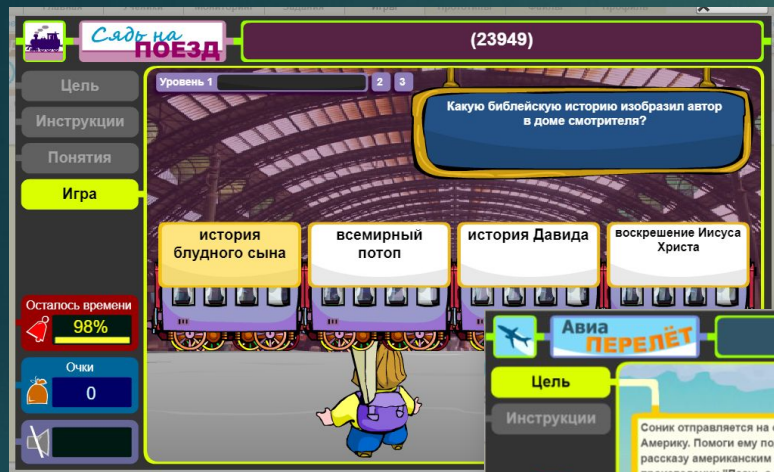 Сядь на
ПОЕЗД
(23949)
Цель
Инструкции
Понятия
Игра
Осталось времени
98%
Очки
0
Уровень 1
2 3
Какую библейскую историю изобразил автор
в доме смотрителя?
история
блудного сына
всемирный
потоп
история Давида
воскрешение Иисуса
Христа
Авиа
ПЕРЕЛЁТ
Цель
Инструкции
Соник отправляется на
Америку. Помоги ему
рассказу американским